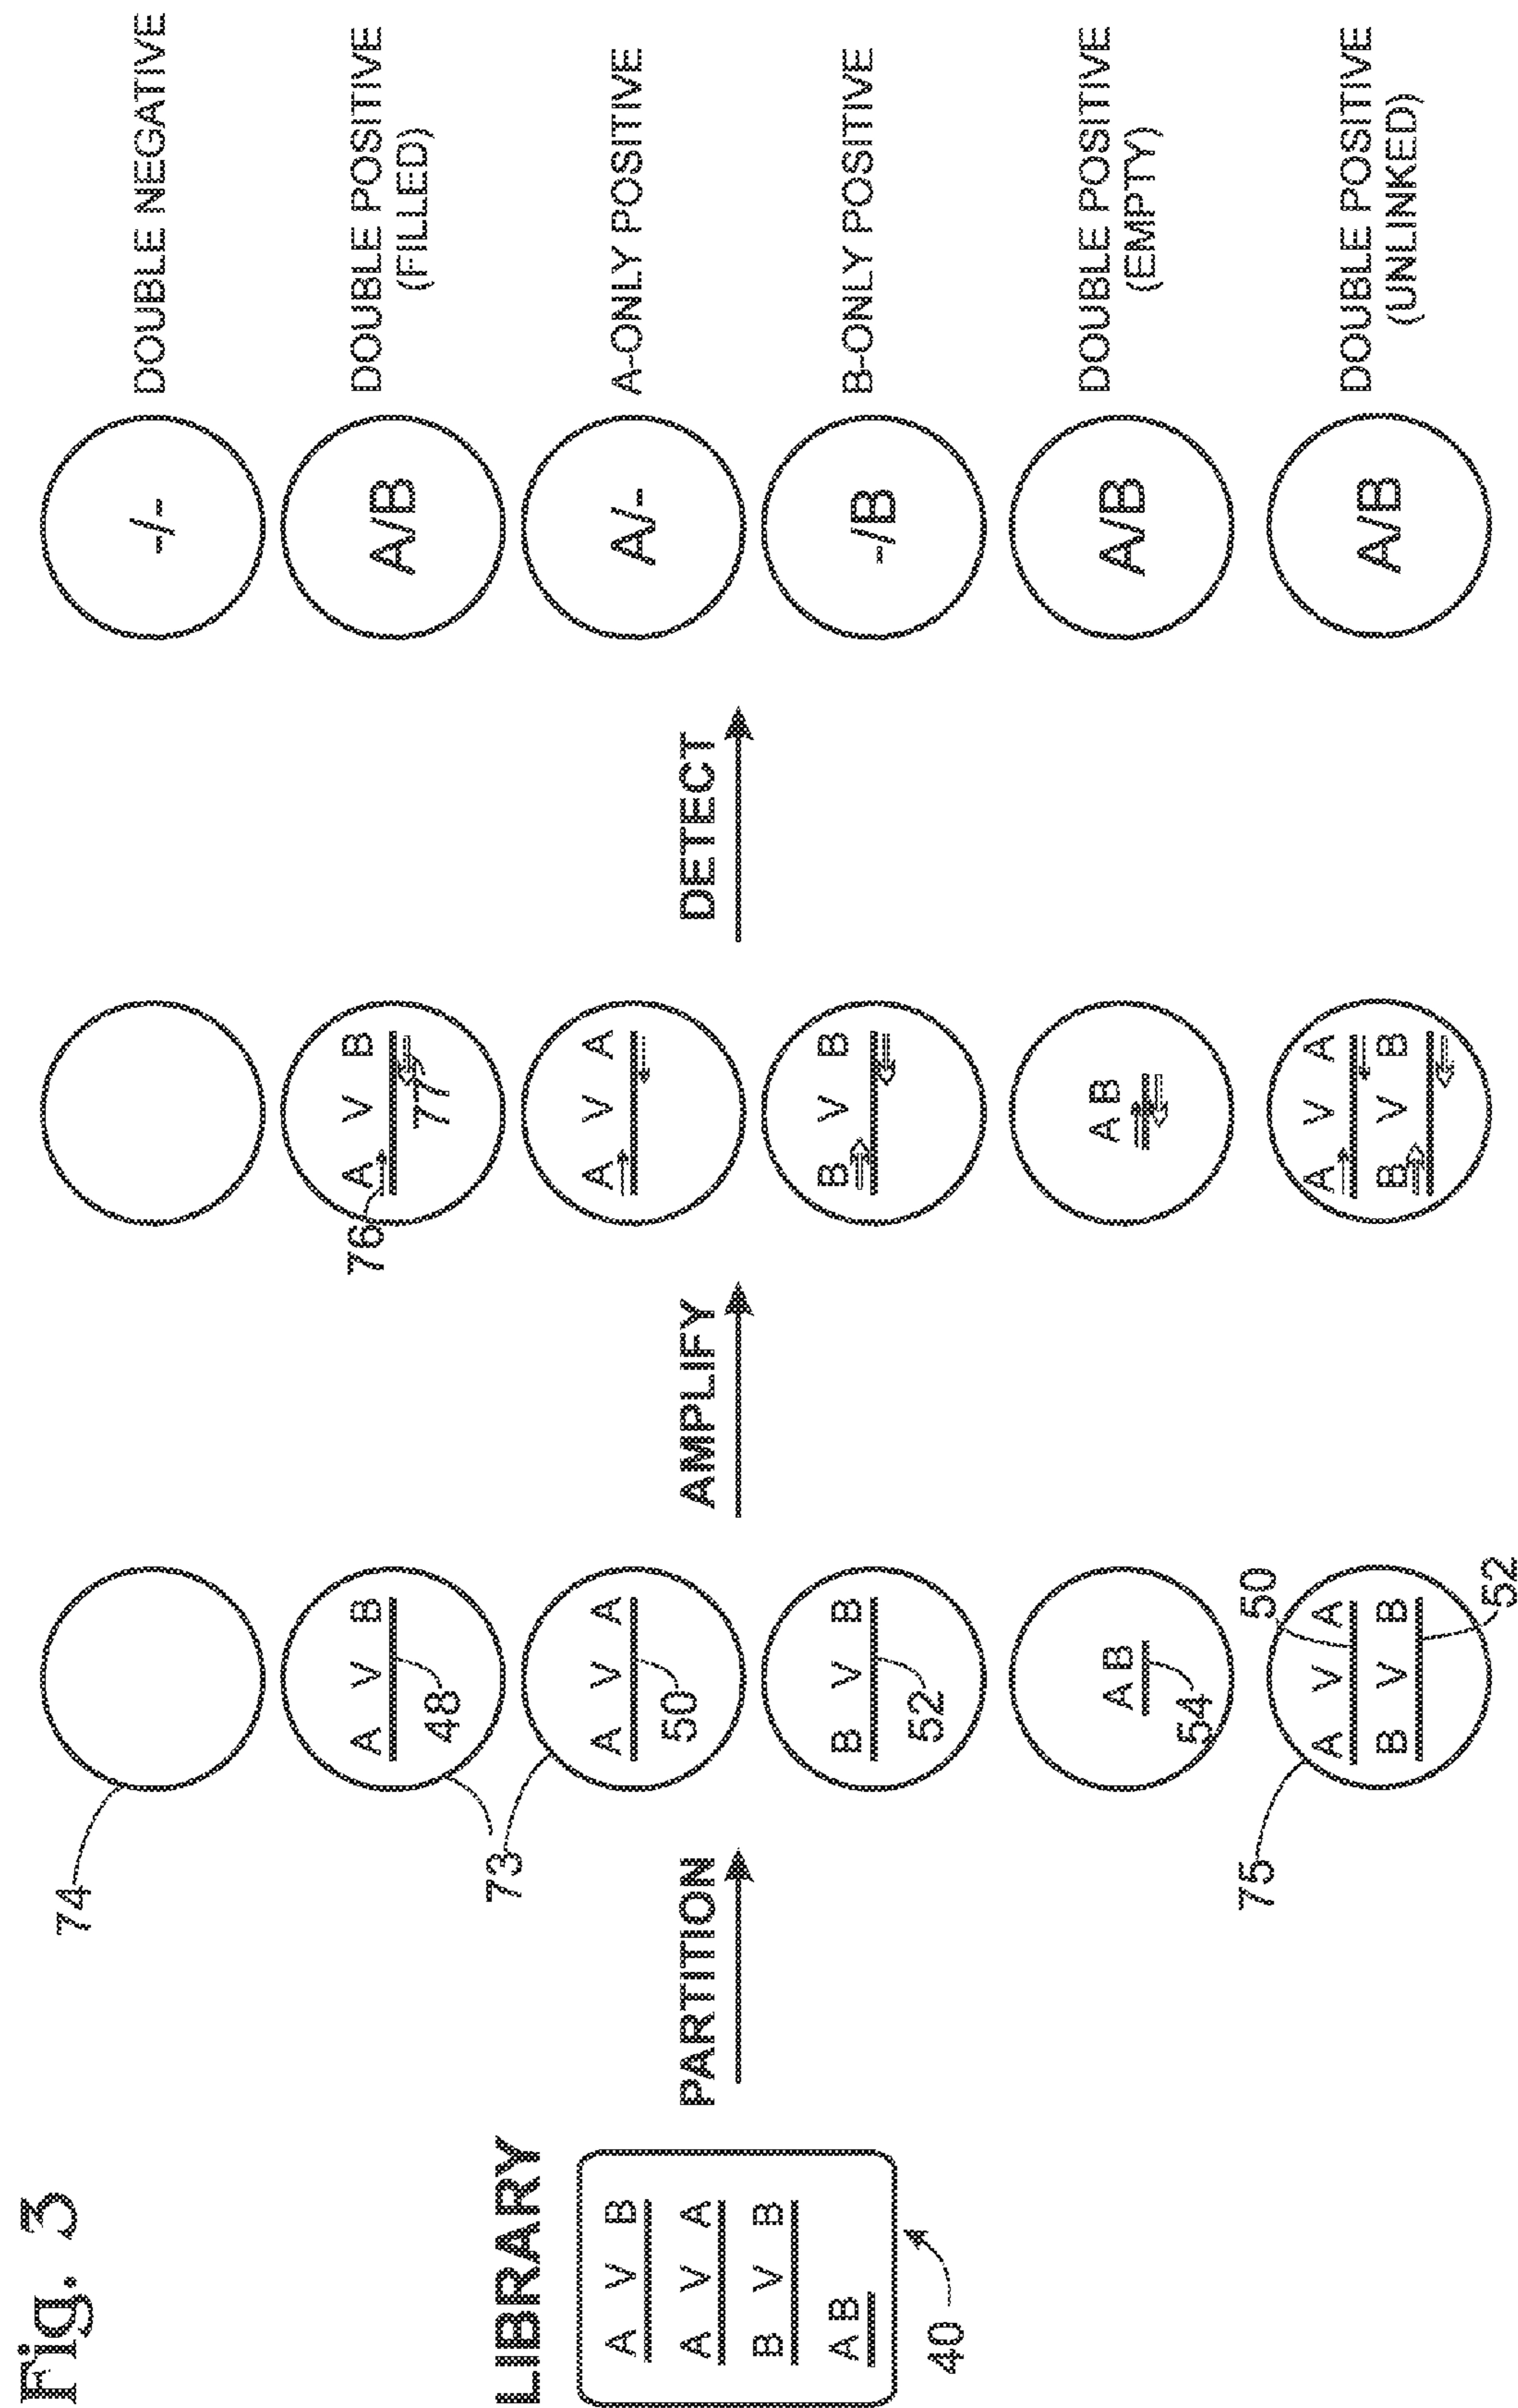 Fig. 3
LIBRARY
A V B
A V A
B V B
AB
40
PARTITION
74
A V B
48
73
A V A
50
B V B
52
AB
54
75
A V A
50
B V B
52
AMPLIFY
76
A V B
77
A V A
B V B
AB
A V A
B V B
DETECT
-/-
DOUBLE NEGATIVE
A/B
DOUBLE POSITIVE
(FILLED)
A/-
A-ONLY POSITIVE
-/B
B-ONLY POSITIVE
A/B
DOUBLE POSITIVE
(EMPTY)
A/B
DOUBLE POSITIVE
(UNLINKED)